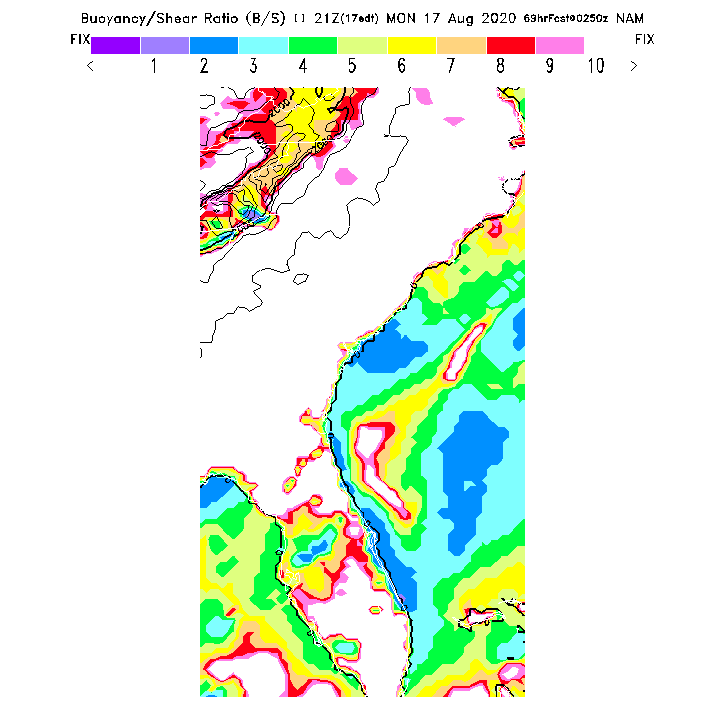 Buoyancy/Shear Ratio (B/S) [] 21Z(17edt) MON 17 Aug 2020 69hrFcst@0250z NAM
FIX FIX
< 1 2 3 4 5 6 7 8 9 10 >